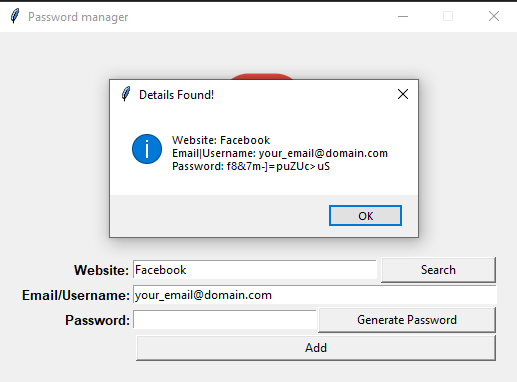 Password manager
Details Found!
Website: Facebook
Email|Username: your_email@domain.com
Password: f8&7m-]=puZUc>uS
OK
Website: Facebook Search
Email/Username: your_email@domain.com
Password: Generate Password
Add